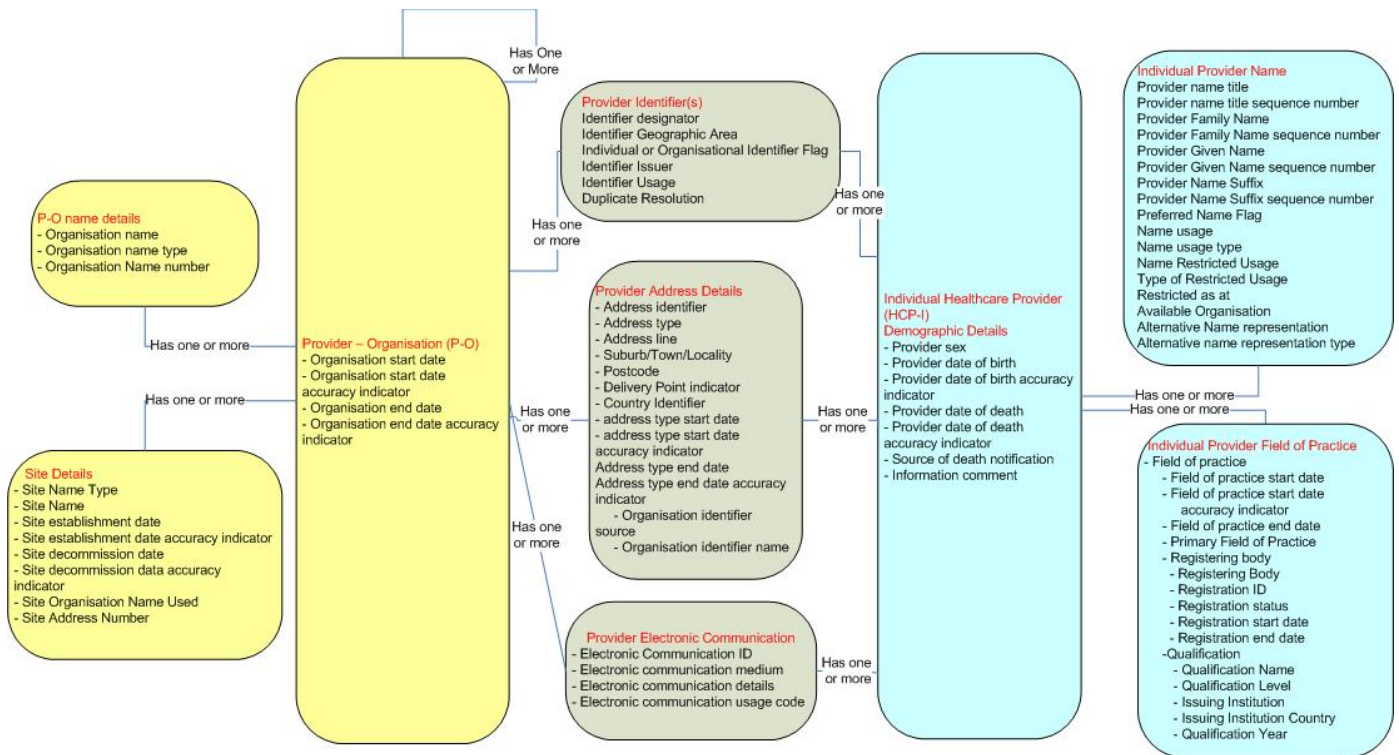 Has One
or More
P-O name details
- Organisation name
- Organisation name type
- Organisation Name number
Has one or more
Has one or more
Site Details
- Site Name Type
- Site Name
- Site establishment date
- Site establishment date accuracy indicator
- Site decommission date
- Site decommission data accuracy
indicator
- Site Organisation Name Used
- Site Address Number
Provider – Organisation (P-O)
- Organisation start date
- Organisation start date
accuracy indicator
- Organisation end date
- Organisation end date accuracy
indicator
Has one
or more
Has one
or more
Has one
or more
Provider Identifier(s)
Identifier designator
Identifier Geographic Area
Individual or Organisational Identifier Flag
Identifier Issuer
Identifier Usage
Duplicate Resolution
Provider Address Details
- Address identifier
- Address type
- Address line
- Suburb/Town/Locality
- Postcode
- Delivery Point indicator
- Country Identifier
- address type start date
- address type start date
accuracy indicator
Address type end date
Address type end date accuracy
indicator
- Organisation identifier
source
- Organisation identifier name
Provider Electronic Communication
- Electronic Communication ID
- Electronic communication medium
- Electronic communication details
- Electronic communication usage code
Has one
or more
Has one
or more
Has one
or more
Individual Healthcare Provider
(HCP-I)
Demographic Details
- Provider sex
- Provider date of birth
- Provider date of birth accuracy
indicator
- Provider date of death
- Provider date of death
accuracy indicator
- Source of death notification
- Information comment
Individual Provider Name
Provider name title
Provider name title sequence number
Provider Family Name
Provider Family Name sequence number
Provider Given Name
Provider Given Name sequence number
Provider Name Suffix
Provider Name Suffix sequence number
Preferred Name Flag
Name usage
Name usage type
Name Restricted Usage
Type of Restricted Usage
Restricted as at
Available Organisation
Alternative Name representation
Alternative name representation type
Has one or more
Has one or more
Individual Provider Field of Practice
- Field of practice
- Field of practice start date
- Field of practice start date
accuracy indicator
- Field of practice end date
- Primary Field of Practice
- Registering body
- Registering Body
- Registration ID
- Registration status
- Registration start date
- Registration end date
-Qualification
- Qualification Name
- Qualification Level
- Issuing Institution
- Issuing Institution Country
- Qualification Year